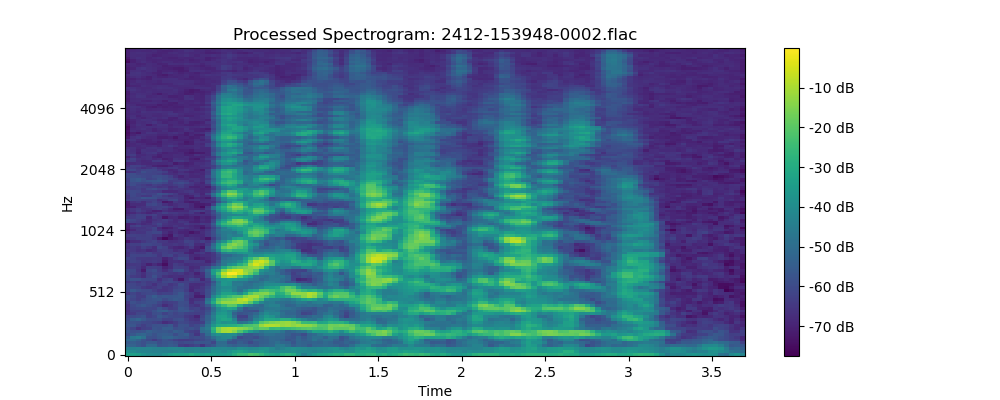 Processed Spectrogram: 2412-153948-0002.flac
4096
2048
1024
512
0
Hz
0
0.5
1
1.5
2
2.5
3
3.5
Time
-10 dB
-20 dB
-30 dB
-40 dB
-50 dB
-60 dB
-70 dB